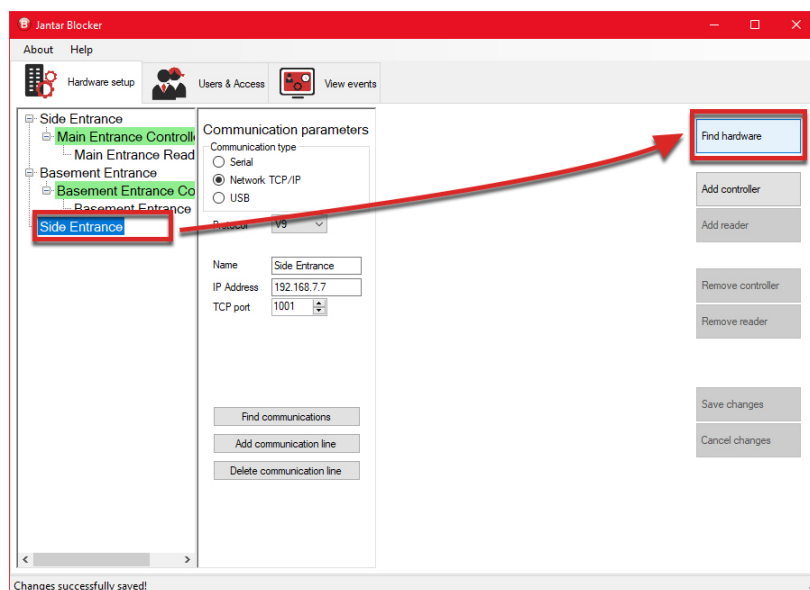 Jantar Blocker
About Help
Hardware setup
Users & Access
View events
Side Entrance
Main Entrance Controll
Main Entrance Read
Basement Entrance
Basement Entrance Co
Basement Entrance
Side Entrance
Communication parameters
Communication type
Serial
Network TCP/IP
USB
Protocol V9
Name Side Entrance
IP Address 192.168.7.7
TCP port 1001
Find communications
Add communication line
Delete communication line
Find hardware
Add controller
Add reader
Remove controller
Remove reader
Save changes
Cancel changes
Changes successfully saved!